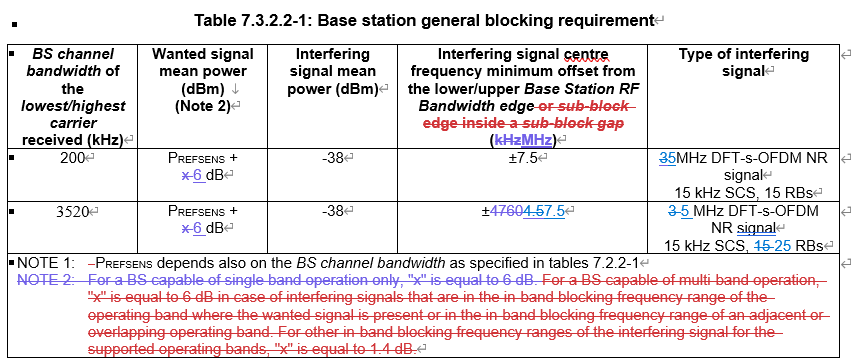 Table 7.3.2.2-1: Base station general blocking requirement
BS channel
bandwidth of
the
lowest/highest
carrier
received (kHz)
Wanted signal
mean power
(dBm) ↓
(Note 2)
Interfering
signal mean
power (dBm)
Interfering signal centre
frequency minimum offset from
the lower/upper Base Station RF
Bandwidth edge or sub-block
edge inside a sub-block gap
(kHzMHz)
Type of interfering
signal
200
PREFSENS +
x-6 dB
-38
±7.5
35MHz DFT-s-OFDM NR
signal
15 kHz SCS, 15 RBs
3520
PREFSENS +
x-6 dB
-38
±47604.57.5
3-5 MHz DFT-s-OFDM
NR signal
15 kHz SCS, 15-25 RBs
NOTE 1: PREFSENS depends also on the BS channel bandwidth as specified in tables 7.2.2-1
NOTE 2: For a BS capable of single band operation only, "x" is equal to 6 dB. For a BS capable of multi band operation,
"x" is equal to 6 dB in case of interfering signals that are in the in band blocking frequency range of the
operating band where the wanted signal is present or in the in band blocking frequency range of an adjacent or
overlapping operating band. For other in band blocking frequency ranges of the interfering signal for the
supported operating bands, "x" is equal to 1.4 dB.